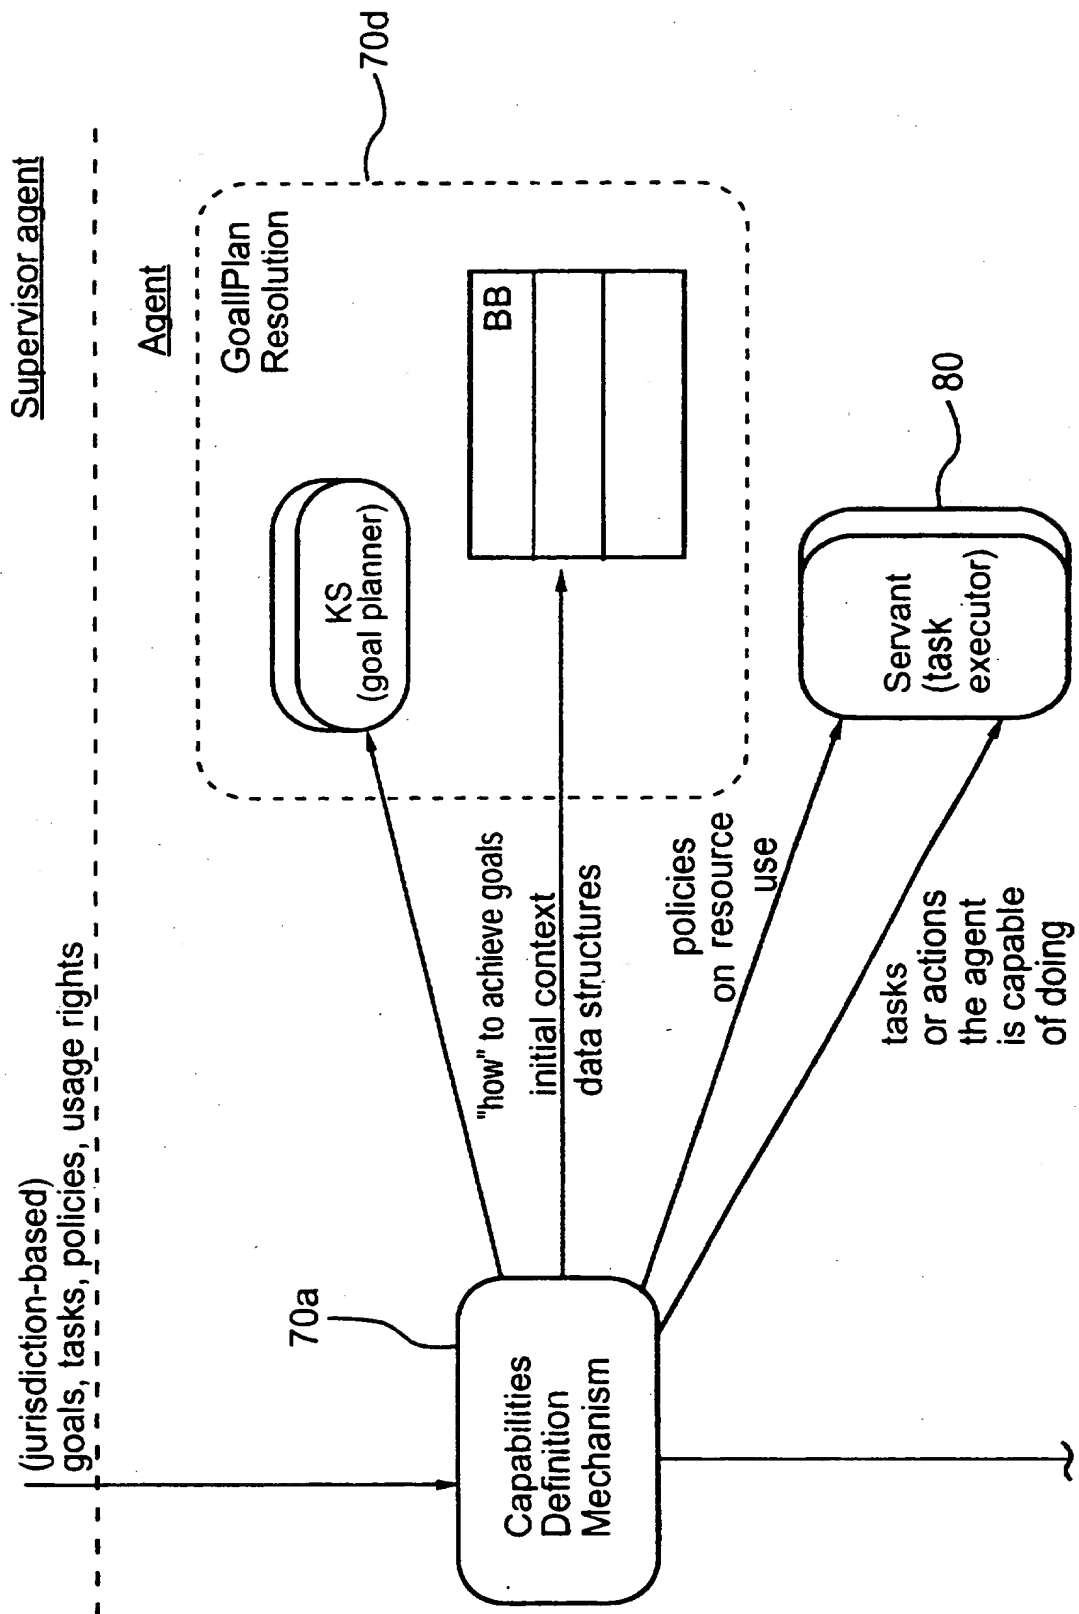 Supervisor agent
(jurisdiction-based)
goals, tasks, policies, usage rights
Agent
70d
GoallPlan
Resolution
KS
(goal planner)
BB
70a
Capabilities
Definition
Mechanism
"how" to achieve goals
initial context
data structures
policies
on resource
use
tasks
or actions
the agent
is capable
of doing
Servant
(task
executor)
80